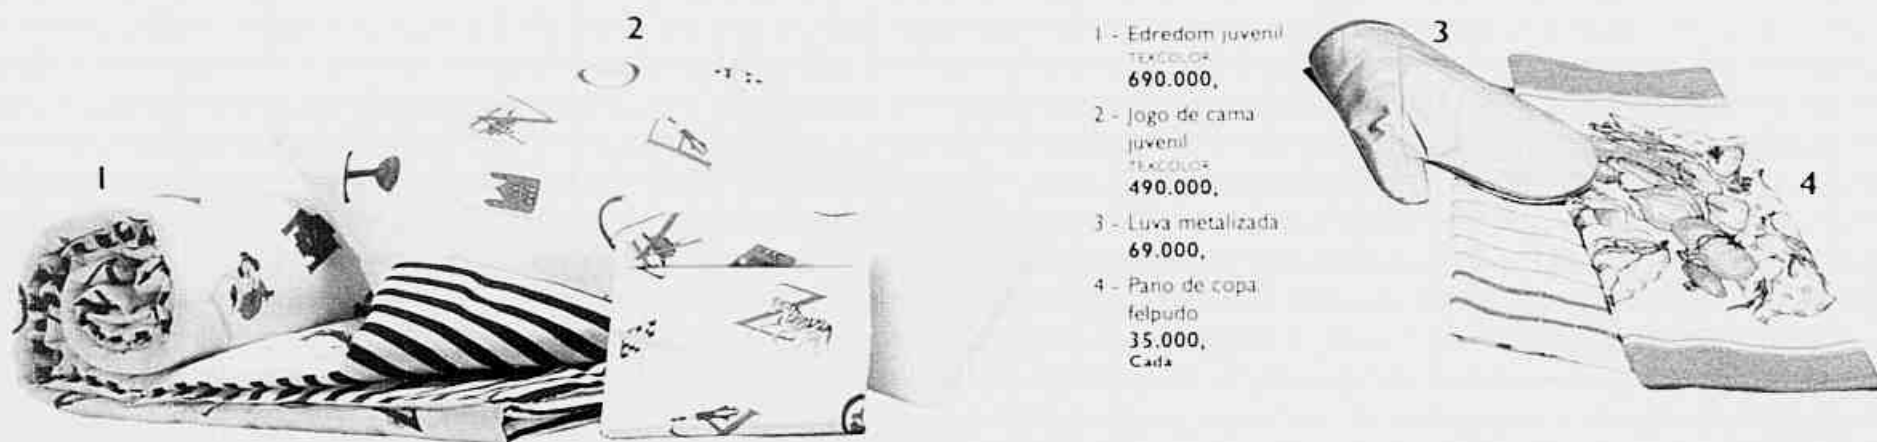 2
1
1 - Edredom juvenil
TEXCOLOR
690.000,
2 - Jogo de cama
juvenil
TEXCOLOR
490.000,
3 - Luva metalizada
69.000,
4 - Pano de copa
felpudo
35.000,
Cada
3
4